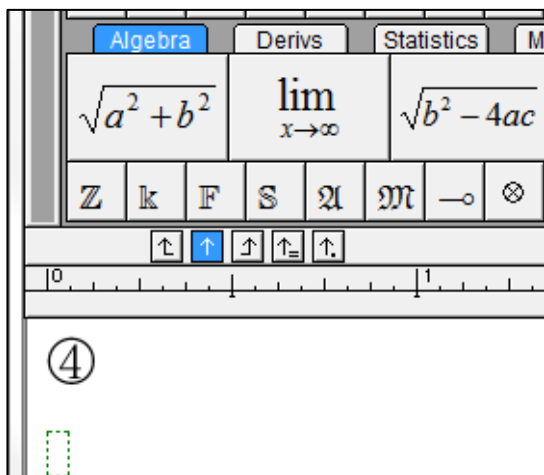 Algebra Derivs Statistics M
√a² + b² lim x→∞ √b² − 4ac
ℤ 𝕜 𝔽 𝕊 𝔄 𝔐 ⊸ ⊗
0 1
④